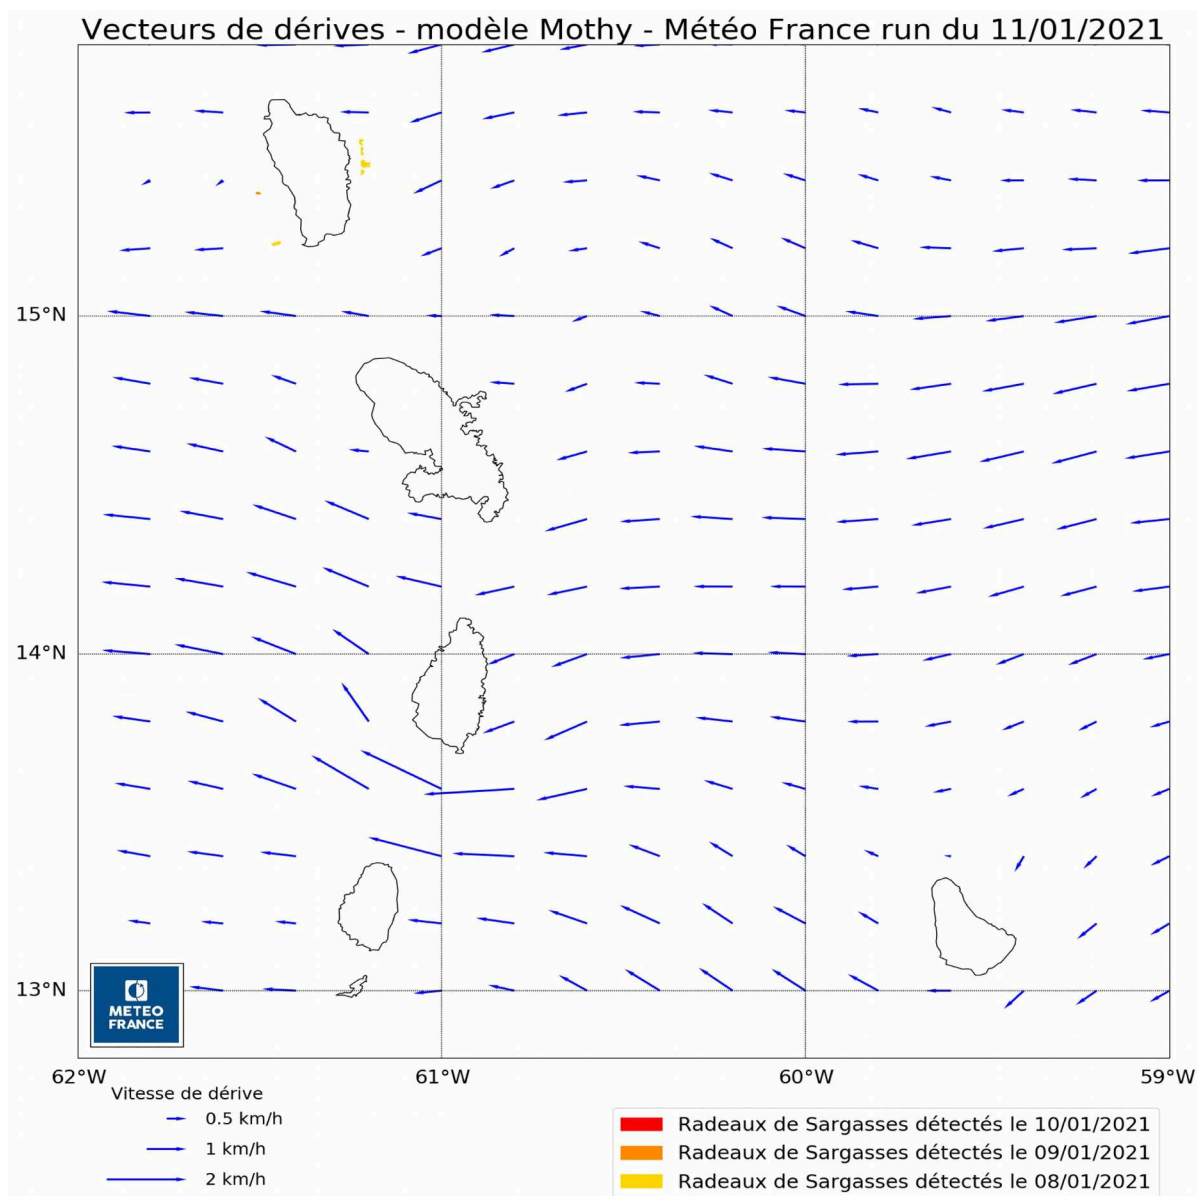 Vecteurs de dérives - modèle Mothy - Météo France run du 11/01/2021
15°N
14°N
13°N
METEO
FRANCE
62°W
61°W
60°W
59°W
Vitesse de dérive
0.5 km/h
1 km/h
2 km/h
Radeaux de Sargasses détectés le 10/01/2021
Radeaux de Sargasses détectés le 09/01/2021
Radeaux de Sargasses détectés le 08/01/2021